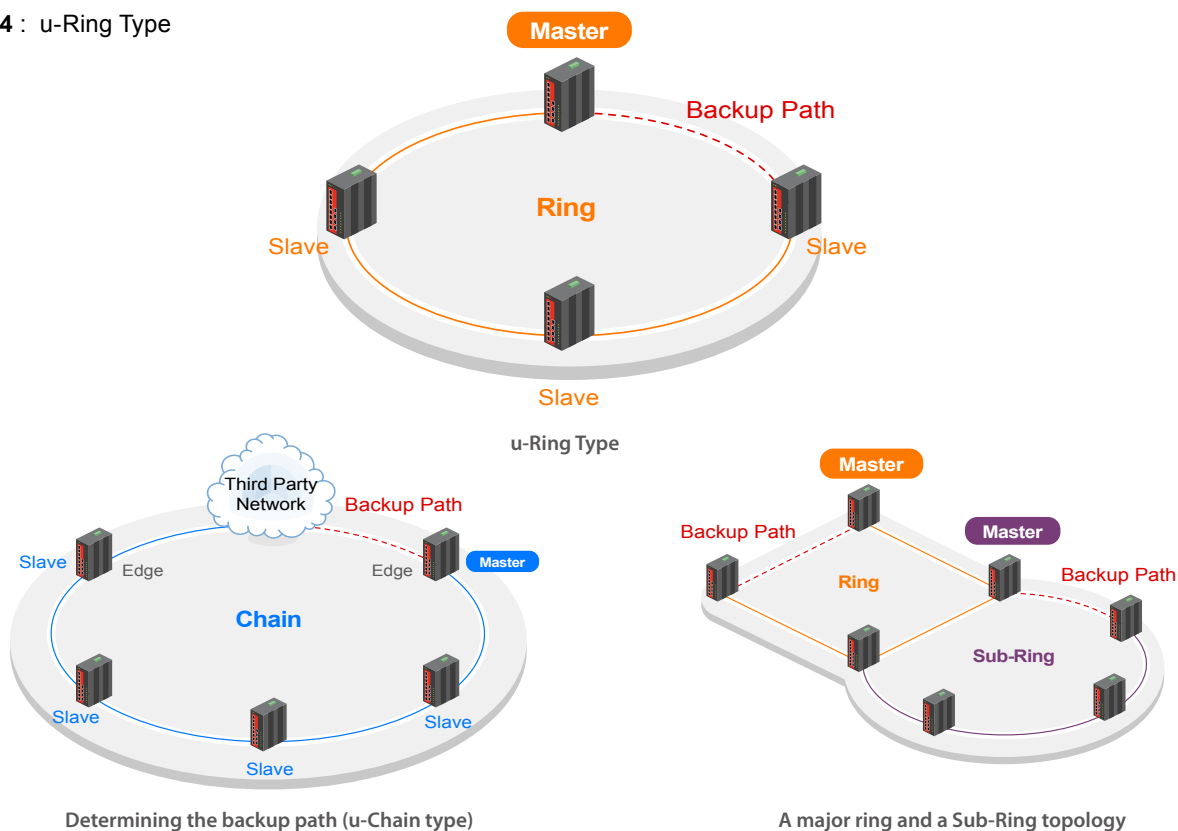 4 : u-Ring Type
Master
Backup Path
Ring
Slave
Slave
Slave
u-Ring Type
Third Party
Network
Backup Path
Slave
Edge
Edge
Master
Chain
Slave
Slave
Slave
Determining the backup path (u-Chain type)
Master
Backup Path
Master
Backup Path
Ring
Sub-Ring
A major ring and a Sub-Ring topology